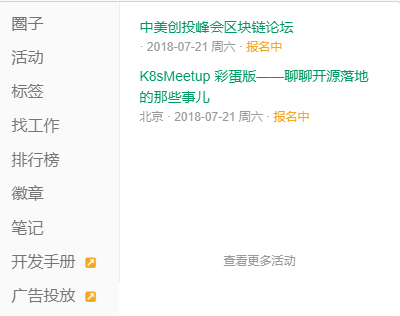 圈子
活动
标签
找工作
排行榜
徽章
笔记
开发手册
广告投放
中美创投峰会区块链论坛
· 2018-07-21 周六 · 报名中
K8sMeetup 彩蛋版——聊聊开源落地
的那些事儿
北京 · 2018-07-21 周六 · 报名中
查看更多活动